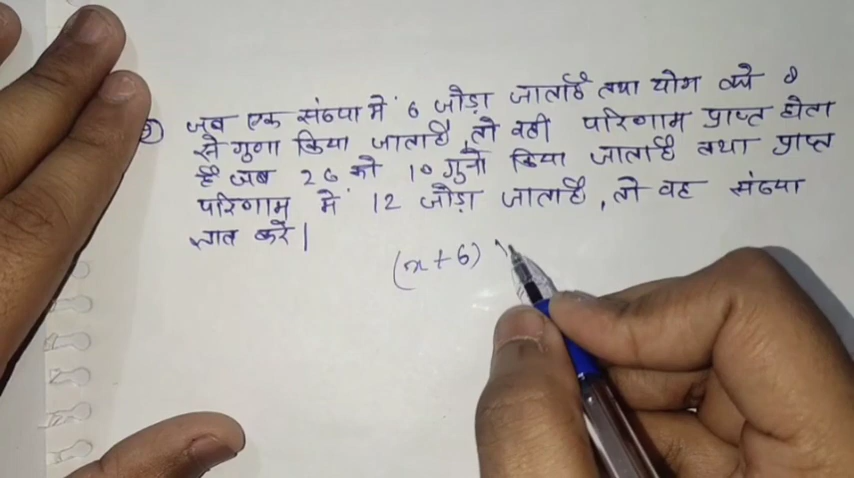 जब एक संख्या में 6 जोड़ा जाता है तथा योग को 8
से गुणा किया जाता है, तो वही परिणाम प्राप्त होता
है जब 26 को 10 गुना किया जाता है तथा प्राप्त
परिणाम में 12 जोड़ा जाता है, तो वह संख्या
ज्ञात करें।
(x+6)